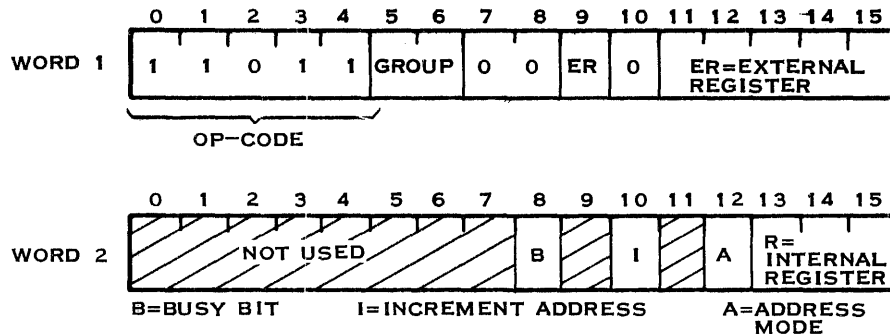 0 1 2 3 4 5 6 7 8 9 10 11 12 13 14 15
WORD 1 1 1 0 1 1 GROUP 0 0 ER 0 ER=EXTERNAL
REGISTER
OP-CODE
0 1 2 3 4 5 6 7 8 9 10 11 12 13 14 15
WORD 2 NOT USED B I A R=
INTERNAL
REGISTER
B=BUSY BIT I=INCREMENT ADDRESS A=ADDRESS
MODE